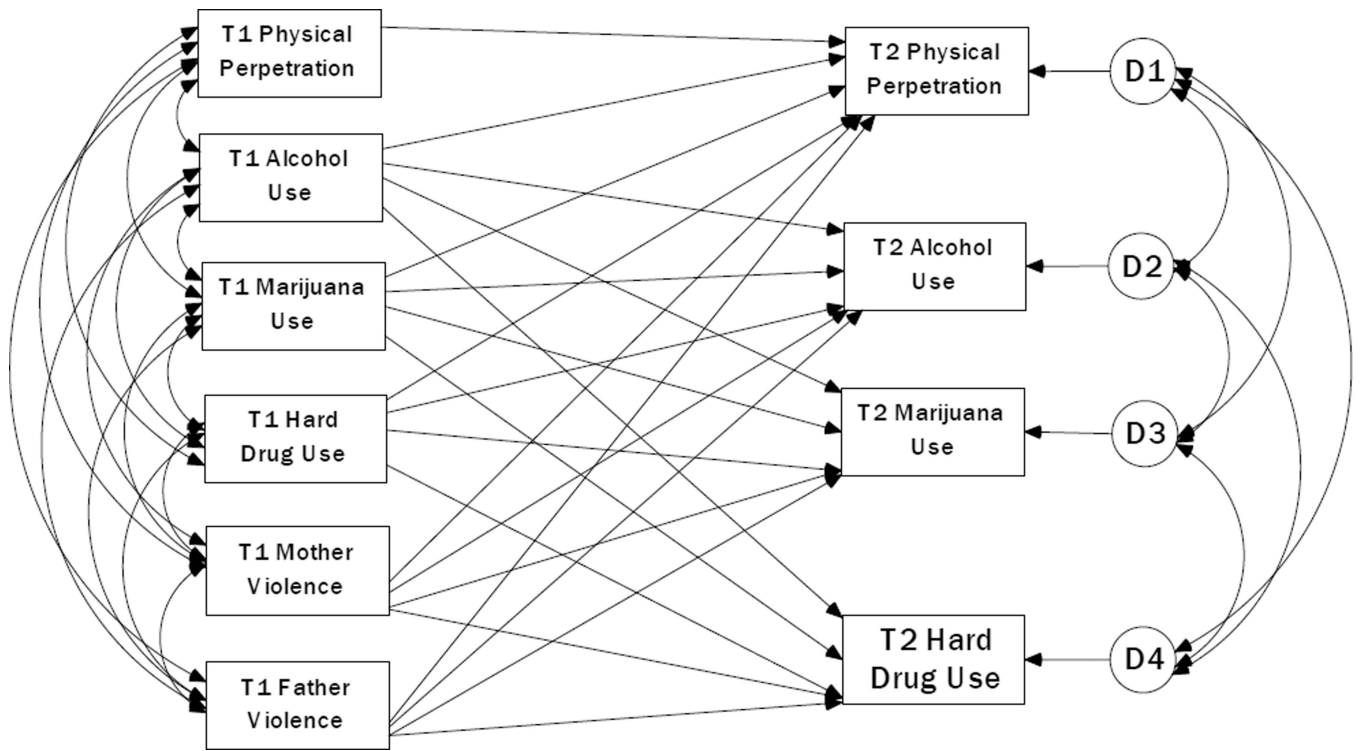 T1 Physical
Perpetration
T1 Alcohol
Use
T1 Marijuana
Use
T1 Hard
Drug Use
T1 Mother
Violence
T1 Father
Violence
T2 Physical
Perpetration
T2 Alcohol
Use
T2 Marijuana
Use
T2 Hard
Drug Use
D1
D2
D3
D4